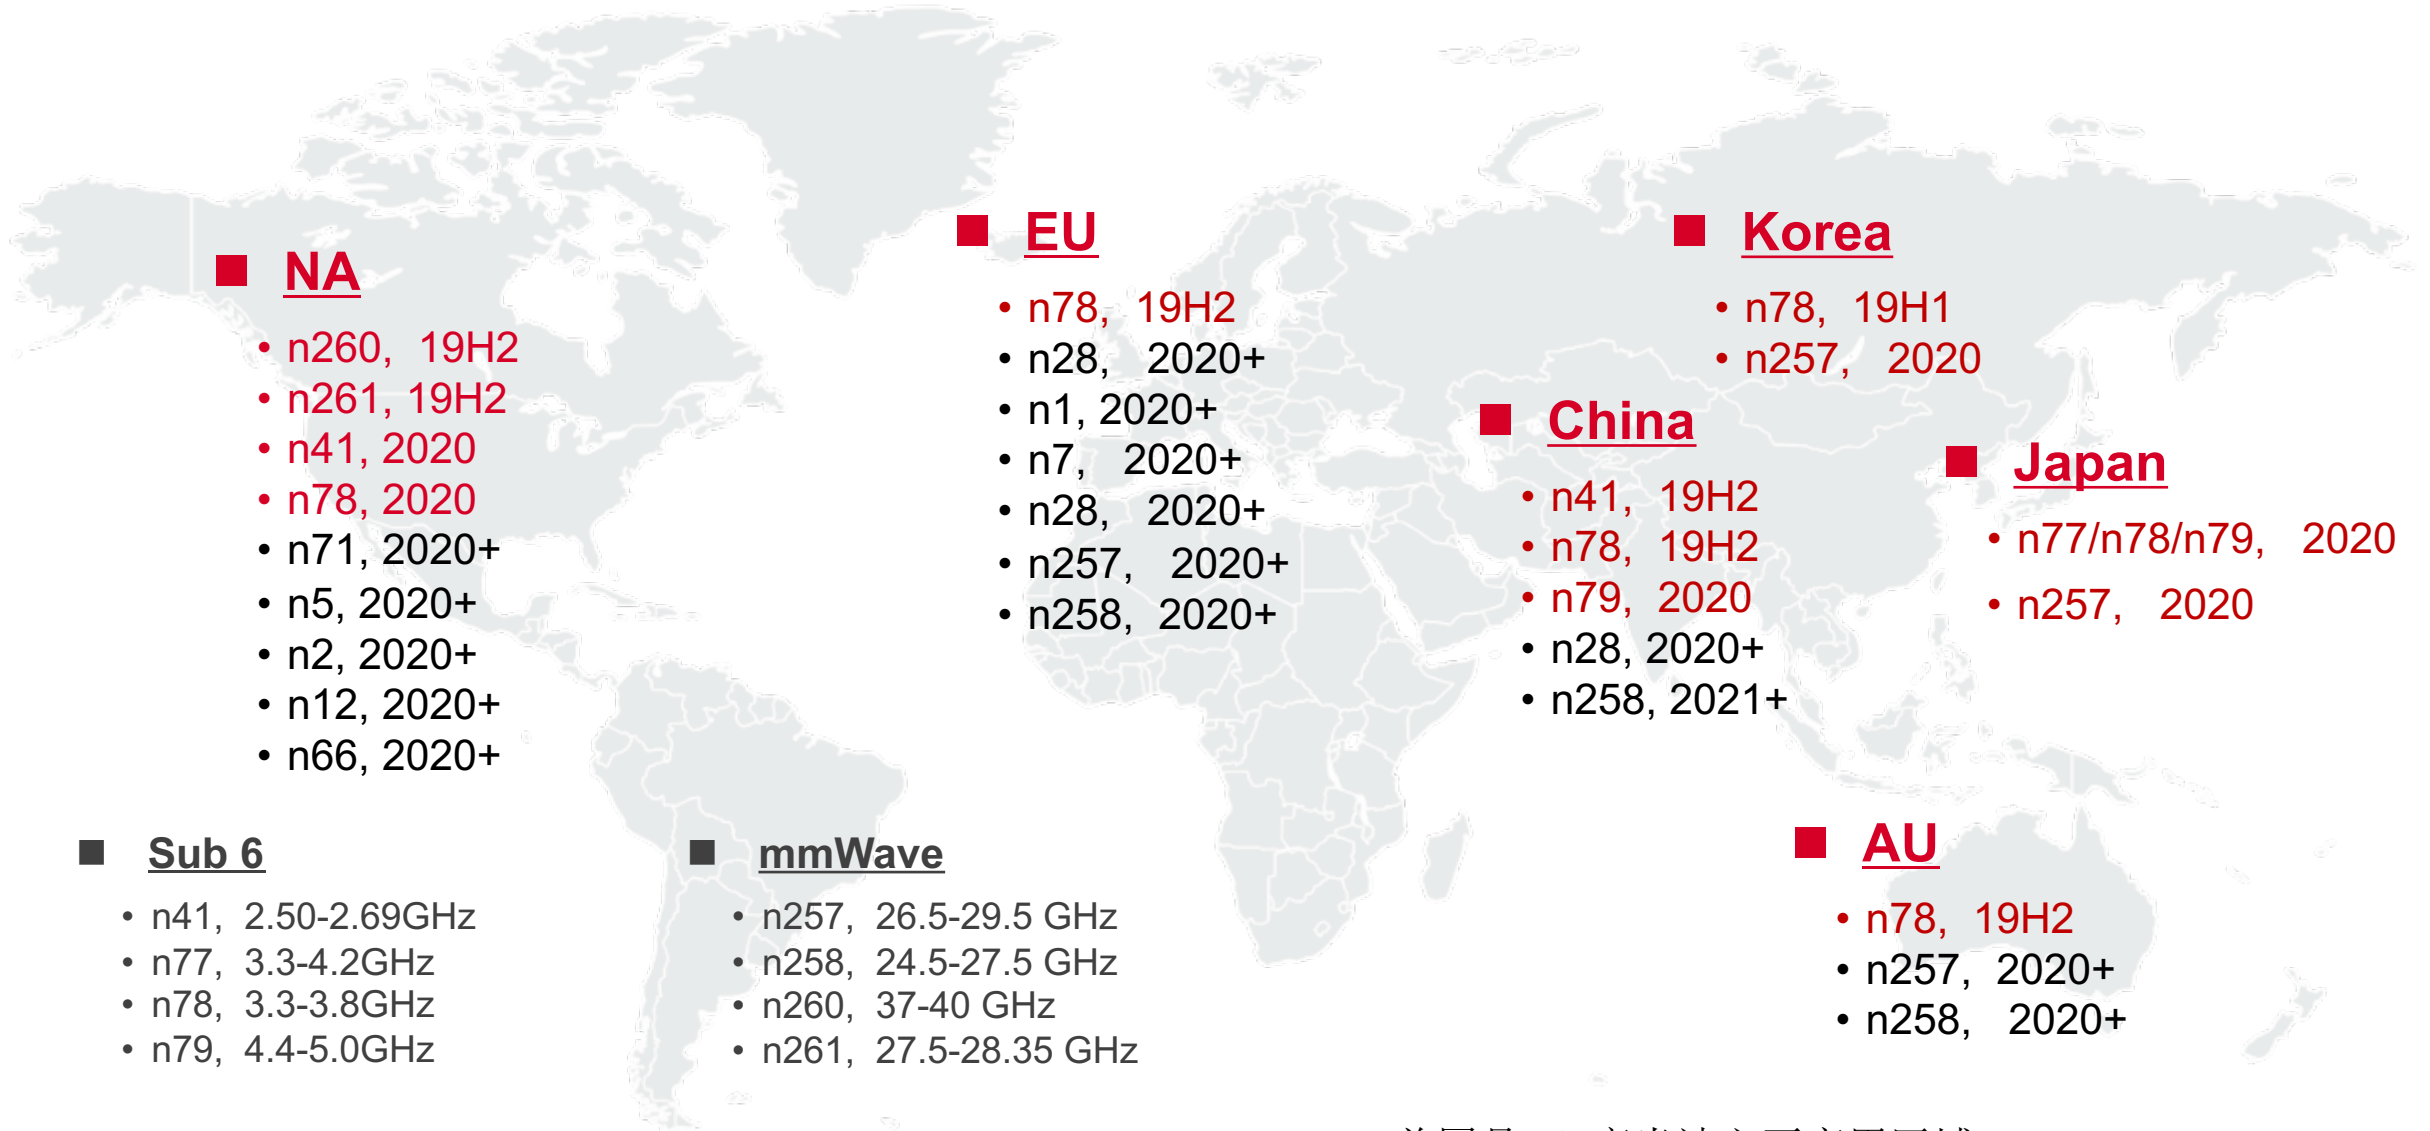 NA
• n260, 19H2
• n261, 19H2
• n41, 2020
• n78, 2020
• n71, 2020+
• n5, 2020+
• n2, 2020+
• n12, 2020+
• n66, 2020+
EU
• n78, 19H2
• n28, 2020+
• n1, 2020+
• n7, 2020+
• n28, 2020+
• n257, 2020+
• n258, 2020+
Korea
• n78, 19H1
• n257, 2020
China
• n41, 19H2
• n78, 19H2
• n79, 2020
• n28, 2020+
• n258, 2021+
Japan
• n77/n78/n79, 2020
• n257, 2020
Sub 6
• n41, 2.50-2.69GHz
• n77, 3.3-4.2GHz
• n78, 3.3-3.8GHz
• n79, 4.4-5.0GHz
mmWave
• n257, 26.5-29.5 GHz
• n258, 24.5-27.5 GHz
• n260, 37-40 GHz
• n261, 27.5-28.35 GHz
AU
• n78, 19H2
• n257, 2020+
• n258, 2020+